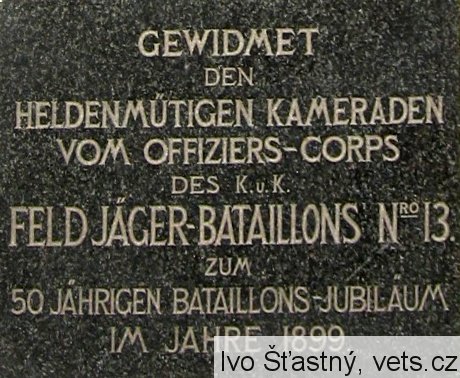 GEWIDMET
DEN
HELDENMŰTIGEN KAMERADEN
VOM OFFIZIERS-CORPS
DES K.u.K.
FELD JÄGER-BATAILLONS NRO 13.
ZUM
50 JÄHRIGEN BATAILLONS-JUBILÄUM
IM JAHRE 1899.
Ivo Šťastný, vets.cz